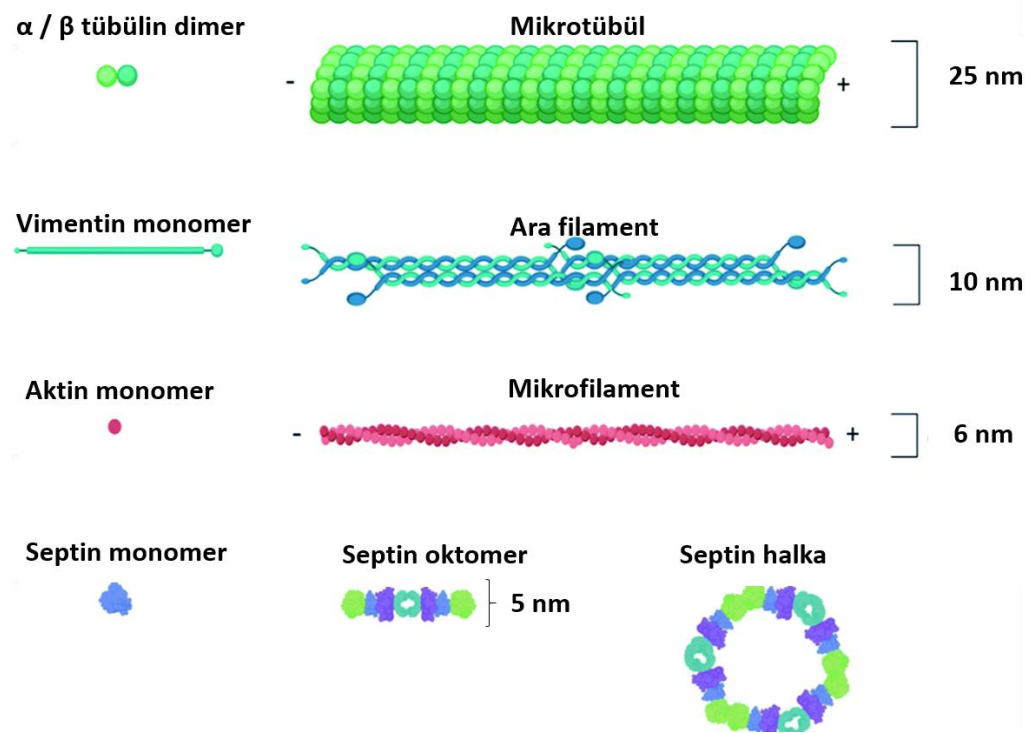 α / β tübülin dimer
Mikrotübül
-
+
25 nm
Vimentin monomer
Ara filament
10 nm
Aktin monomer
Mikrofilament
-
+
6 nm
Septin monomer
Septin oktomer
Septin halka
5 nm